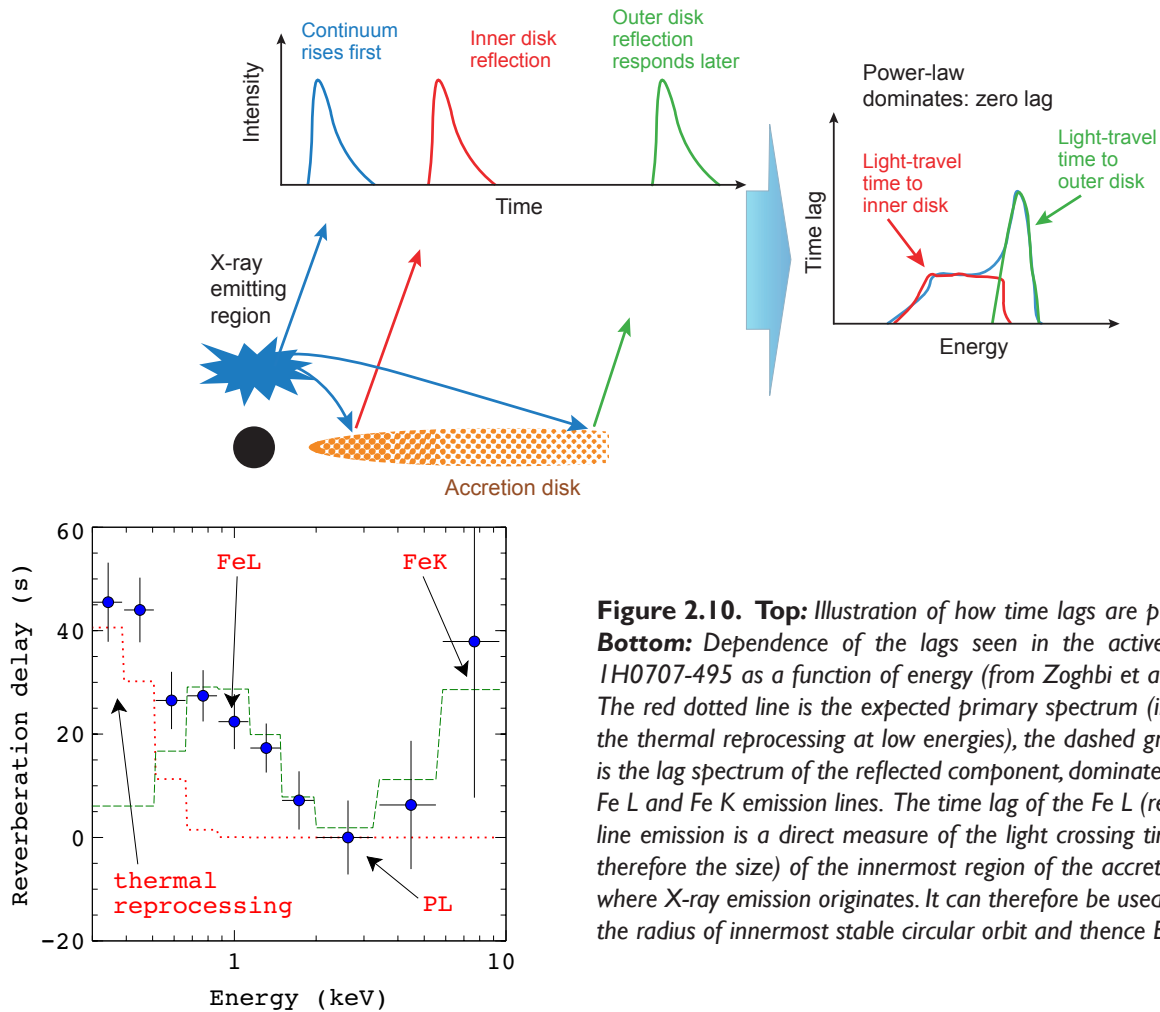 Continuum
rises first
Inner disk
reflection
Outer disk
reflection
responds later
Intensity
Time
Power-law
dominates: zero lag
Light-travel
time to
inner disk
Light-travel
time to
outer disk
Time lag
Energy
X-ray
emitting
region
Accretion disk
60
40
20
0
−20
Reverberation delay (s)
FeL
FeK
thermal
reprocessing
PL
1
10
Energy (keV)
Figure 2.10. Top: Illustration of how time lags are
Bottom: Dependence of the lags seen in the active
1H0707-495 as a function of energy (from Zoghbi et
The red dotted line is the expected primary spectrum
the thermal reprocessing at low energies), the dashed
is the lag spectrum of the reflected component,
Fe L and Fe K emission lines. The time lag of the Fe L
line emission is a direct measure of the light crossing
therefore the size) of the innermost region of the
where X-ray emission originates. It can therefore be used
the radius of innermost stable circular orbit and thence